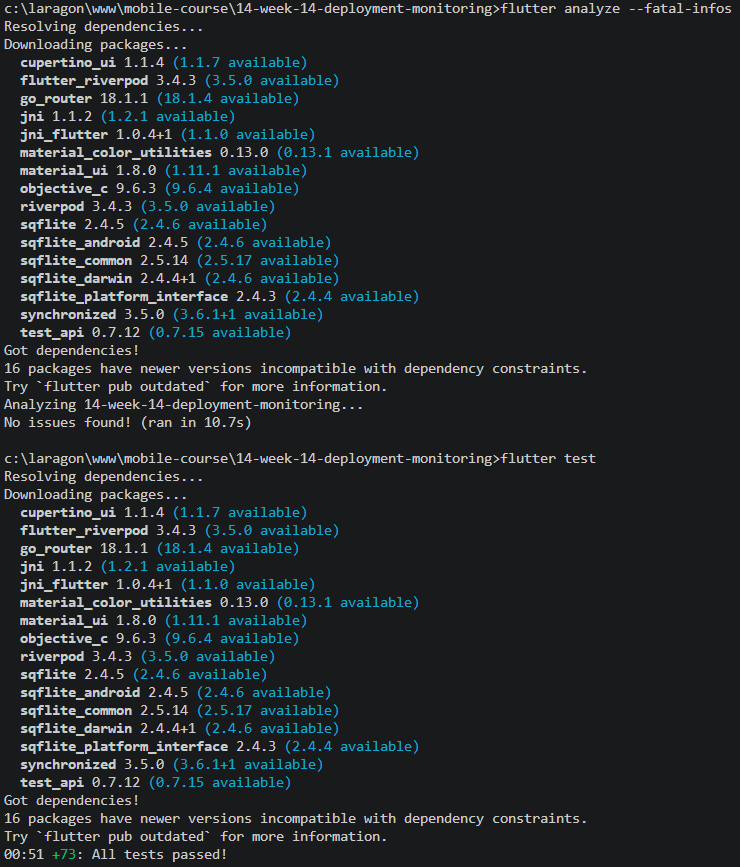 c:\laragon\www\mobile-course\14-week-14-deployment-monitoring>flutter analyze --fatal-infos
Resolving dependencies...
Downloading packages...
  cupertino_ui 1.1.4 (1.1.7 available)
  flutter_riverpod 3.4.3 (3.5.0 available)
  go_router 18.1.1 (18.1.4 available)
  jni 1.1.2 (1.2.1 available)
  jni_flutter 1.0.4+1 (1.1.0 available)
  material_color_utilities 0.13.0 (0.13.1 available)
  material_ui 1.8.0 (1.11.1 available)
  objective_c 9.6.3 (9.6.4 available)
  riverpod 3.4.3 (3.5.0 available)
  sqflite 2.4.5 (2.4.6 available)
  sqflite_android 2.4.5 (2.4.6 available)
  sqflite_common 2.5.14 (2.5.17 available)
  sqflite_darwin 2.4.4+1 (2.4.6 available)
  sqflite_platform_interface 2.4.3 (2.4.4 available)
  synchronized 3.5.0 (3.6.1+1 available)
  test_api 0.7.12 (0.7.15 available)
Got dependencies!
16 packages have newer versions incompatible with dependency constraints.
Try `flutter pub outdated` for more information.
Analyzing 14-week-14-deployment-monitoring...
No issues found! (ran in 10.7s)

c:\laragon\www\mobile-course\14-week-14-deployment-monitoring>flutter test
Resolving dependencies...
Downloading packages...
  cupertino_ui 1.1.4 (1.1.7 available)
  flutter_riverpod 3.4.3 (3.5.0 available)
  go_router 18.1.1 (18.1.4 available)
  jni 1.1.2 (1.2.1 available)
  jni_flutter 1.0.4+1 (1.1.0 available)
  material_color_utilities 0.13.0 (0.13.1 available)
  material_ui 1.8.0 (1.11.1 available)
  objective_c 9.6.3 (9.6.4 available)
  riverpod 3.4.3 (3.5.0 available)
  sqflite 2.4.5 (2.4.6 available)
  sqflite_android 2.4.5 (2.4.6 available)
  sqflite_common 2.5.14 (2.5.17 available)
  sqflite_darwin 2.4.4+1 (2.4.6 available)
  sqflite_platform_interface 2.4.3 (2.4.4 available)
  synchronized 3.5.0 (3.6.1+1 available)
  test_api 0.7.12 (0.7.15 available)
Got dependencies!
16 packages have newer versions incompatible with dependency constraints.
Try `flutter pub outdated` for more information.
00:51 +73: All tests passed!